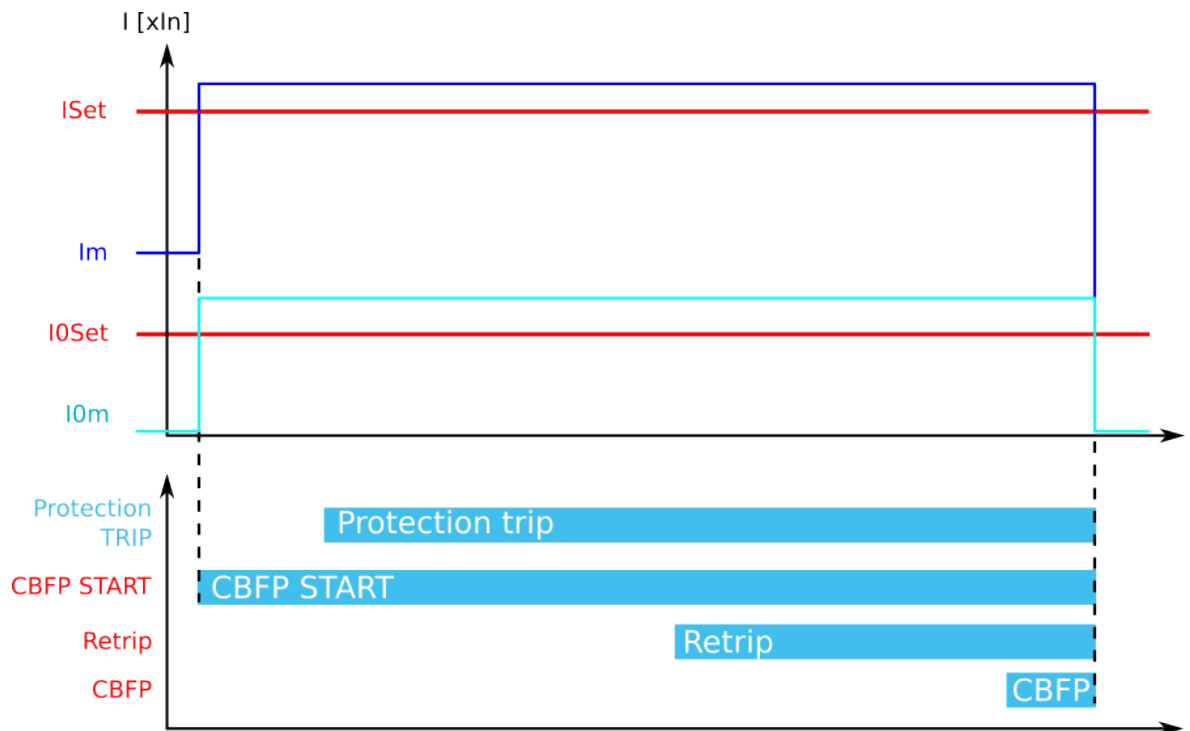 I [xIn]
ISet
Im
I0Set
I0m
Protection
TRIP
Protection trip
CBFP START
CBFP START
Retrip
Retrip
CBFP
CBFP